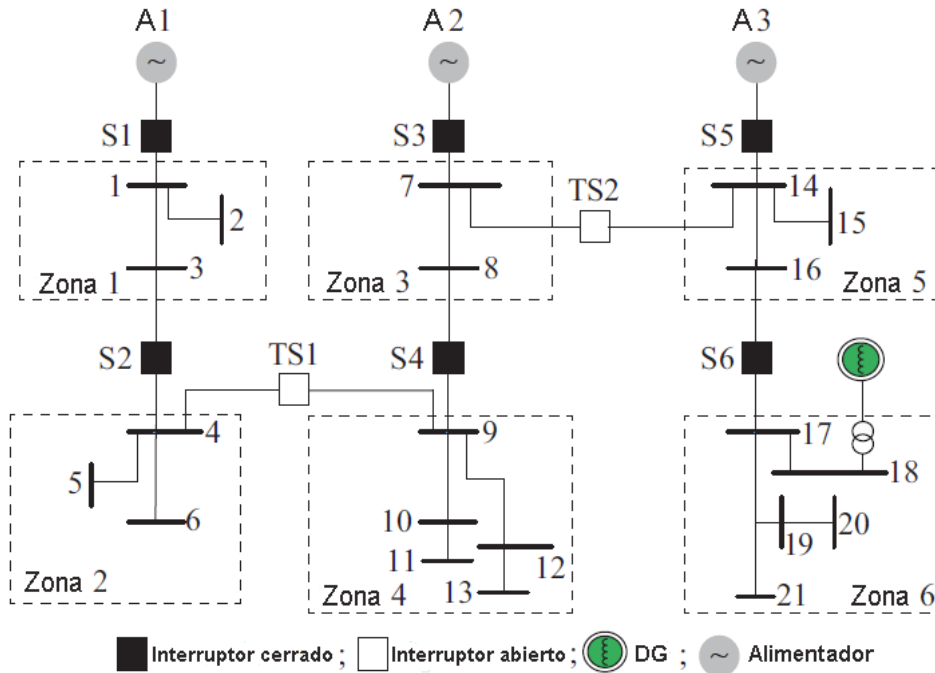 A1 A2 A3
~ ~ ~
S1 S3 S5
1 7 TS2 14
2 15
3 8 16
Zona 1 Zona 3 Zona 5
S2 TS1 S4 S6
4 9 17
5 18
6 10 19 20
11 12
Zona 2 Zona 4 13 21 Zona 6
Interruptor cerrado ; Interruptor abierto ; DG ; ~ Alimentador